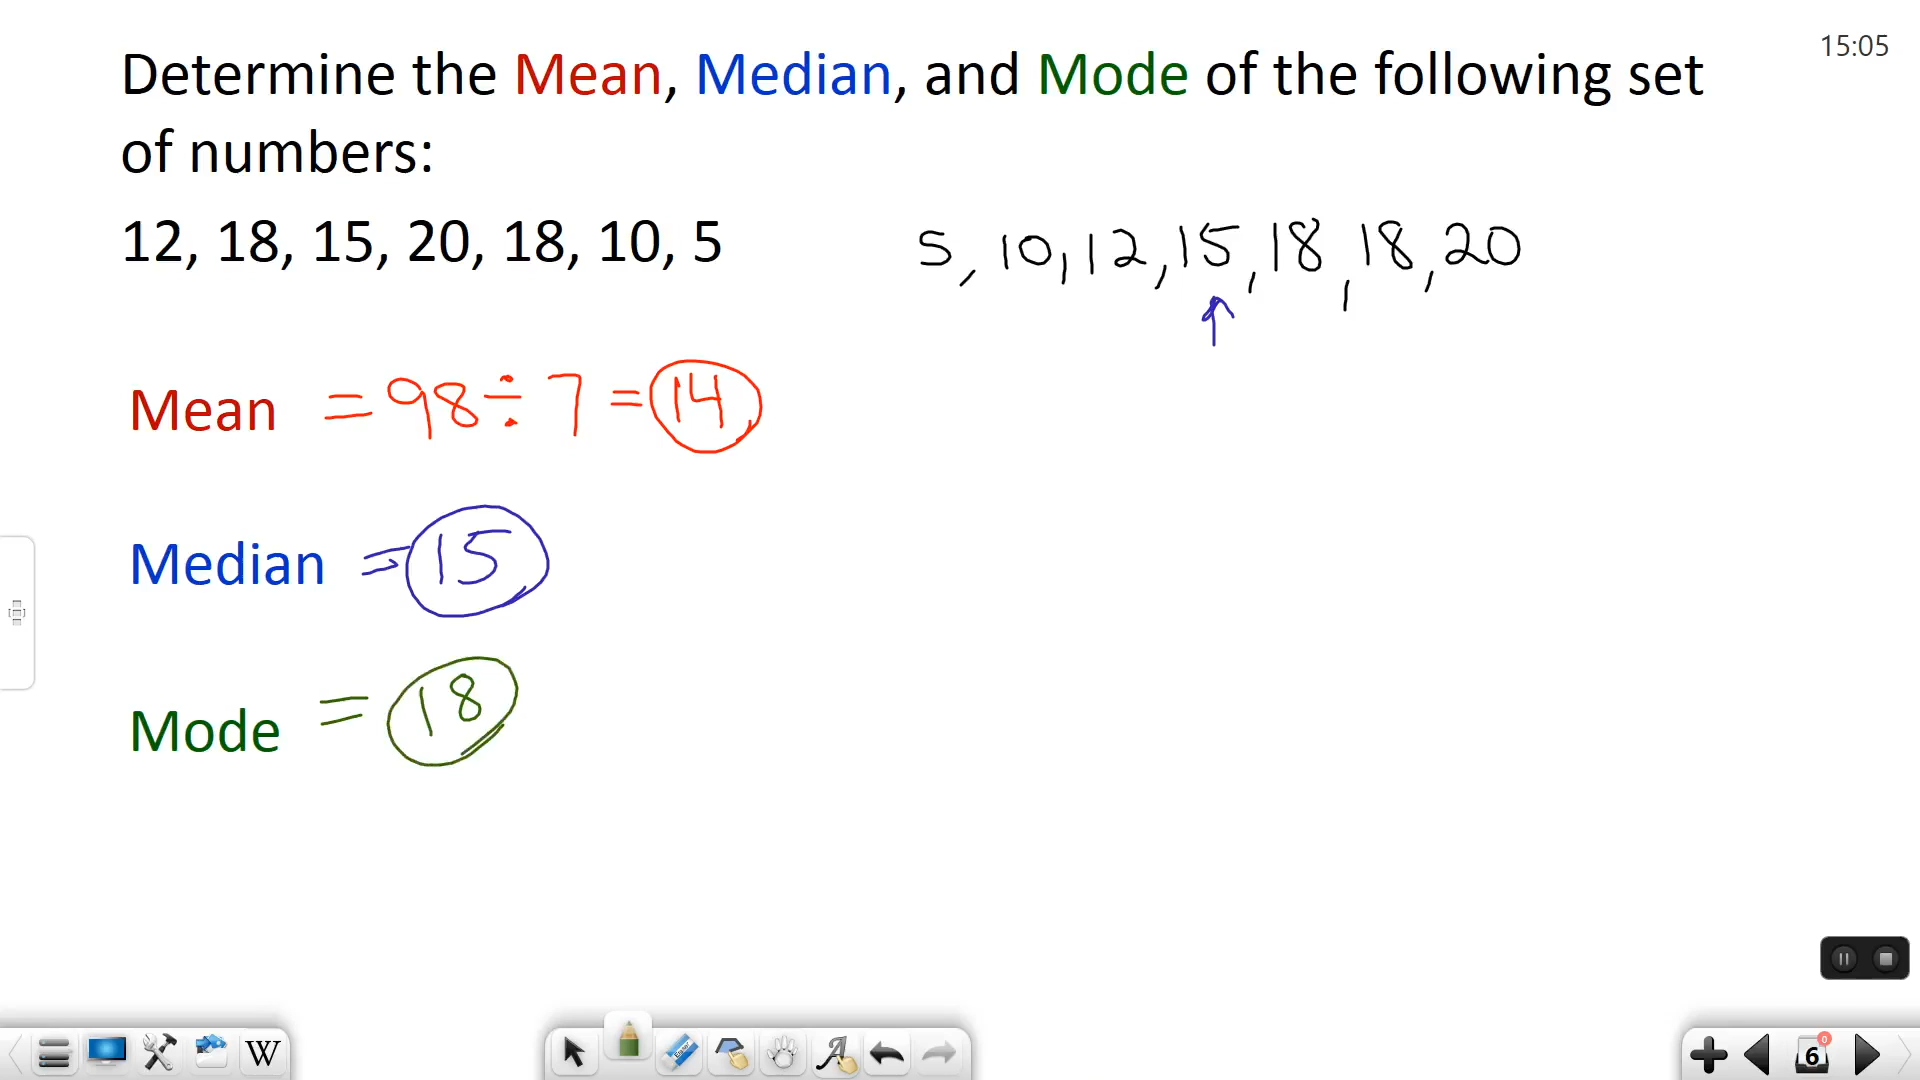 15:05
Determine the Mean, Median, and Mode of the following set
of numbers:
12, 18, 15, 20, 18, 10, 5
5, 10, 12, 15, 18, 18, 20
Mean = 98 ÷ 7 = 14
Median = 15
Mode = 18
W
A
0
6